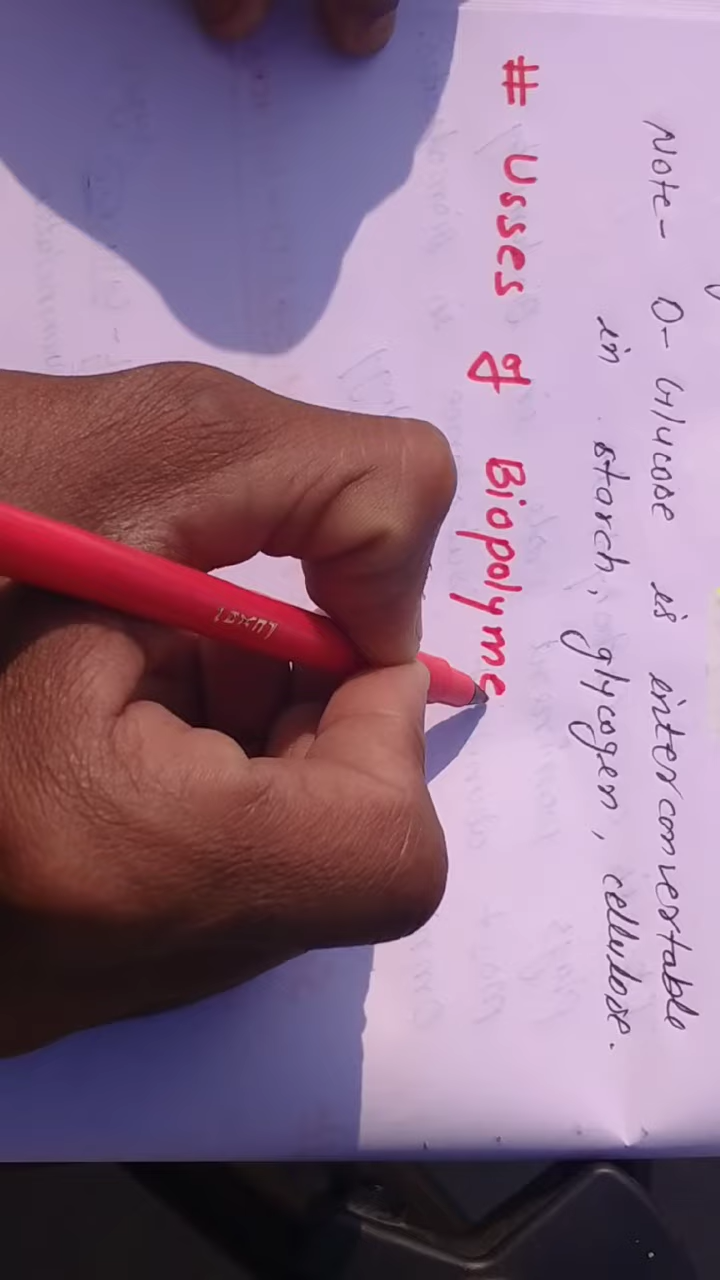 Note- D- Glucose is interconvertable
in starch, glycogen, cellulose.
# Usses of Biopolyme
LUXOR